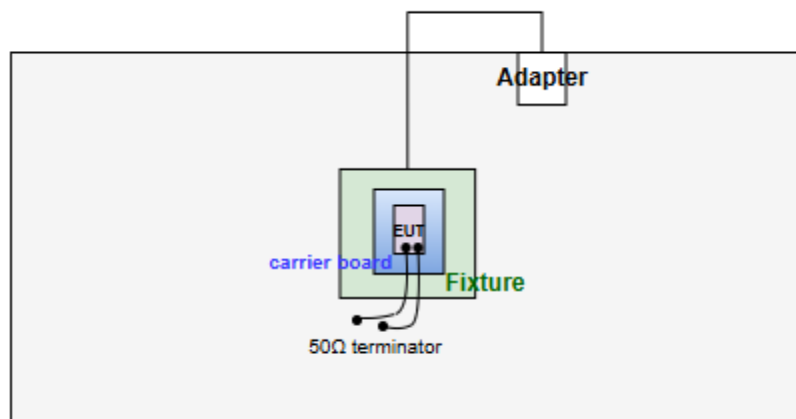 Adapter
EUT
carrier board
Fixture
50Ω terminator